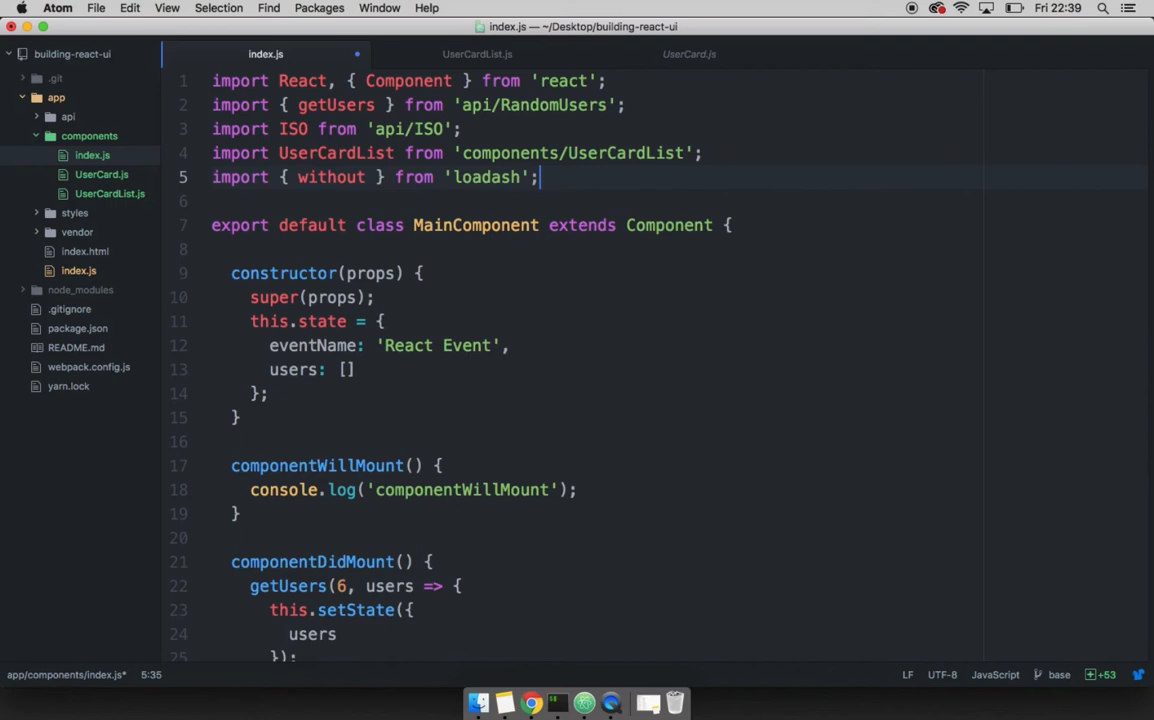 Atom File Edit View Selection Find Packages Window Help Fri 22:39
index.js — ~/Desktop/building-react-ui
building-react-ui
.git
app
api
components
index.js
UserCard.js
UserCardList.js
styles
vendor
index.html
index.js
node_modules
.gitignore
package.json
README.md
webpack.config.js
yarn.lock
index.js UserCardList.js UserCard.js
1 import React, { Component } from 'react';
2 import { getUsers } from 'api/RandomUsers';
3 import ISO from 'api/ISO';
4 import UserCardList from 'components/UserCardList';
5 import { without } from 'loadash';
6
7 export default class MainComponent extends Component {
8
9 constructor(props) {
10 super(props);
11 this.state = {
12 eventName: 'React Event',
13 users: []
14 };
15 }
16
17 componentWillMount() {
18 console.log('componentWillMount');
19 }
20
21 componentDidMount() {
22 getUsers(6, users => {
23 this.setState({
24 users
25 });
app/components/index.js* 5:35 LF UTF-8 JavaScript base +53